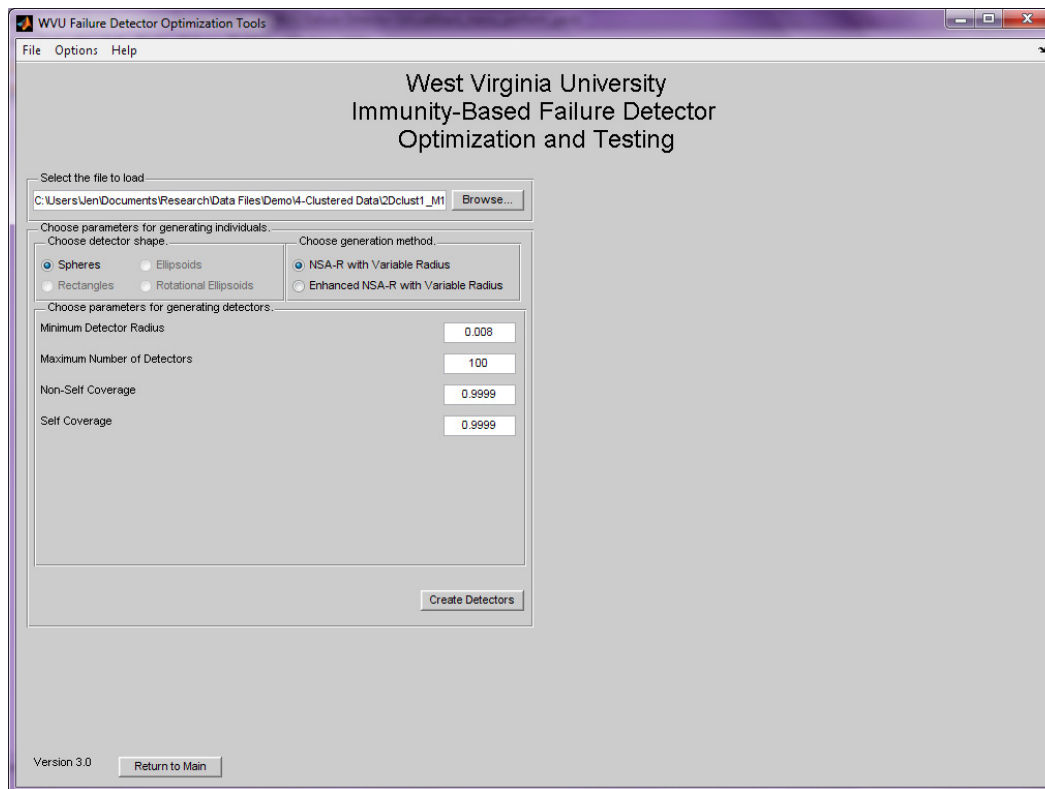 WVU Failure Detector Optimization Tools
File Options Help
West Virginia University
Immunity-Based Failure Detector
Optimization and Testing
Select the file to load
C:\Users\Jen\Documents\Research\Data Files\Demo\4-Clustered Data\2Dclust1_M1
Browse...
Choose parameters for generating individuals.
Choose detector shape.
Spheres Ellipsoids
Rectangles Rotational Ellipsoids
Choose generation method.
NSA-R with Variable Radius
Enhanced NSA-R with Variable Radius
Choose parameters for generating detectors.
Minimum Detector Radius 0.008
Maximum Number of Detectors 100
Non-Self Coverage 0.9999
Self Coverage 0.9999
Create Detectors
Version 3.0
Return to Main